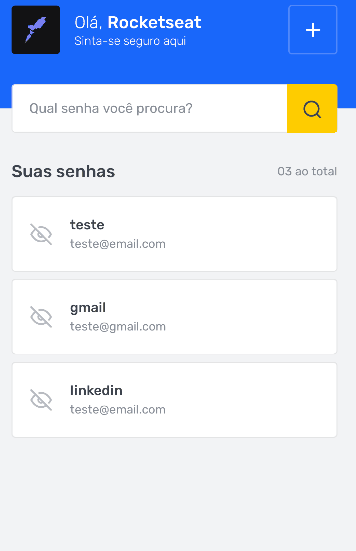 Olá, Rocketseat
Sinta-se seguro aqui
Qual senha você procura?
Suas senhas
03 ao total
teste
teste@email.com
gmail
teste@gmail.com
linkedin
teste@email.com